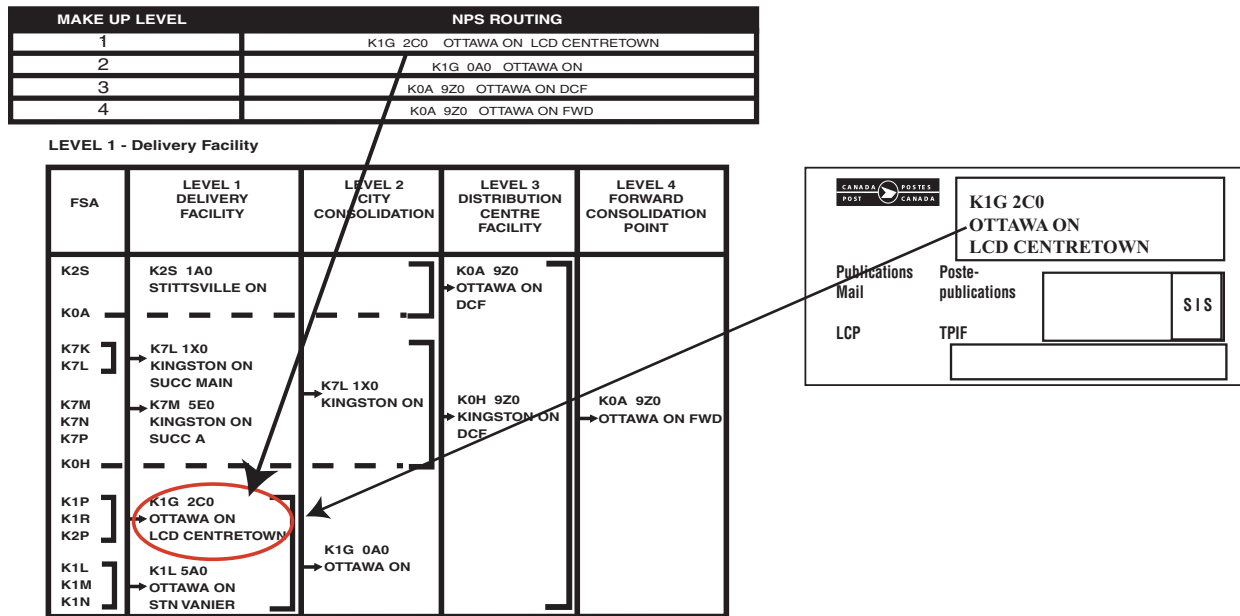 MAKE UP LEVEL NPS ROUTING
1 K1G 2C0 OTTAWA ON LCD CENTRETOWN
2 K1G 0A0 OTTAWA ON
3 K0A 9Z0 OTTAWA ON DCF
4 K0A 9Z0 OTTAWA ON FWD
LEVEL 1 - Delivery Facility
FSA
LEVEL 1
DELIVERY
FACILITY
LEVEL 2
CITY
CONSOLIDATION
LEVEL 3
DISTRIBUTION
CENTRE
FACILITY
LEVEL 4
FORWARD
CONSOLIDATION
POINT
K2S
K0A
K7K
K7L
K7M
K7N
K7P
K0H
K1P
K1R
K2P
K1L
K1M
K1N
K2S 1A0
STITTSVILLE ON
K7L 1X0
KINGSTON ON
SUCC MAIN
K7M 5E0
KINGSTON ON
SUCC A
K1G 2C0
OTTAWA ON
LCD CENTRETOWN
K1L 5A0
OTTAWA ON
STN VANIER
K7L 1X0
KINGSTON ON
K1G 0A0
OTTAWA ON
K0A 9Z0
OTTAWA ON
DCF
K0H 9Z0
KINGSTON ON
DCF
K0A 9Z0
OTTAWA ON FWD
CANADA POSTES
POST CANADA
K1G 2C0
OTTAWA ON
LCD CENTRETOWN
Publications
Mail
Poste-
publications
LCP
TPIF
SIS